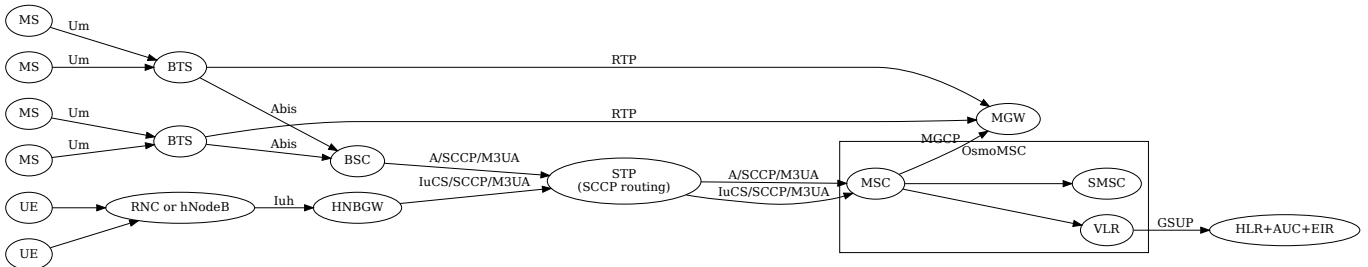 MS
Um
MS
Um
BTS
RTP
Abis
MS
Um
MS
Um
BTS
RTP
Abis
MGW
MGCP
OsmoMSC
BSC
A/SCCP/M3UA
STP
(SCCP routing)
A/SCCP/M3UA
MSC
SMSC
IuCS/SCCP/M3UA
IuCS/SCCP/M3UA
UE
RNC or hNodeB
Iuh
HNBGW
UE
VLR
GSUP
HLR+AUC+EIR